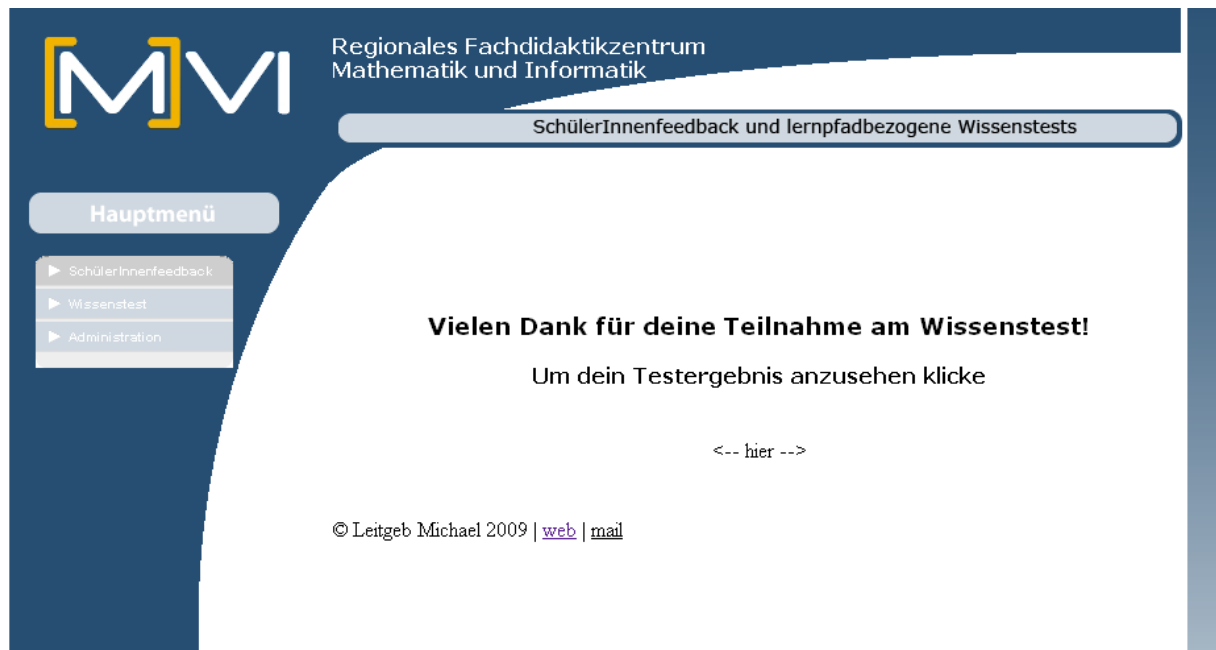 [M]VI
Regionales Fachdidaktikzentrum
Mathematik und Informatik
SchülerInnenfeedback und lernpfadbezogene Wissenstests
Hauptmenü
SchülerInnenfeedback
Wissenstest
Administration
Vielen Dank für deine Teilnahme am Wissenstest!
Um dein Testergebnis anzusehen klicke
<-- hier -->
© Leitgeb Michael 2009 | web | mail